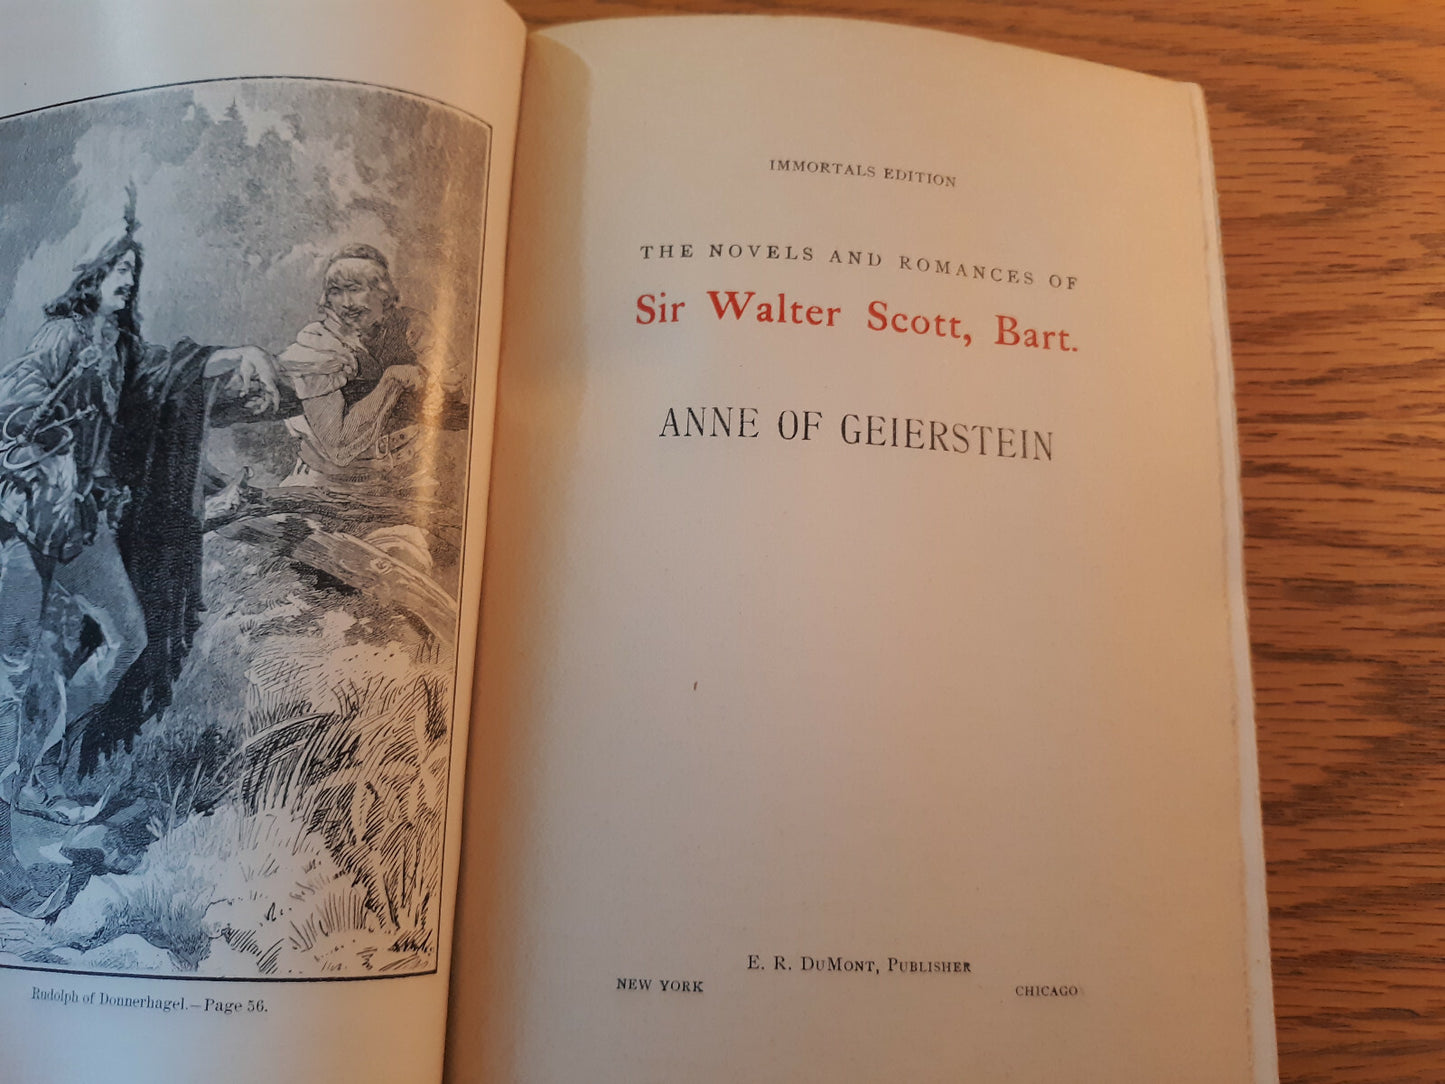 Rudolph of Donnerhagel.—Page 56.
IMMORTALS EDITION
THE NOVELS AND ROMANCES OF
Sir Walter Scott, Bart.
ANNE OF GEIERSTEIN
E. R. DuMont, Publisher
NEW YORK CHICAGO